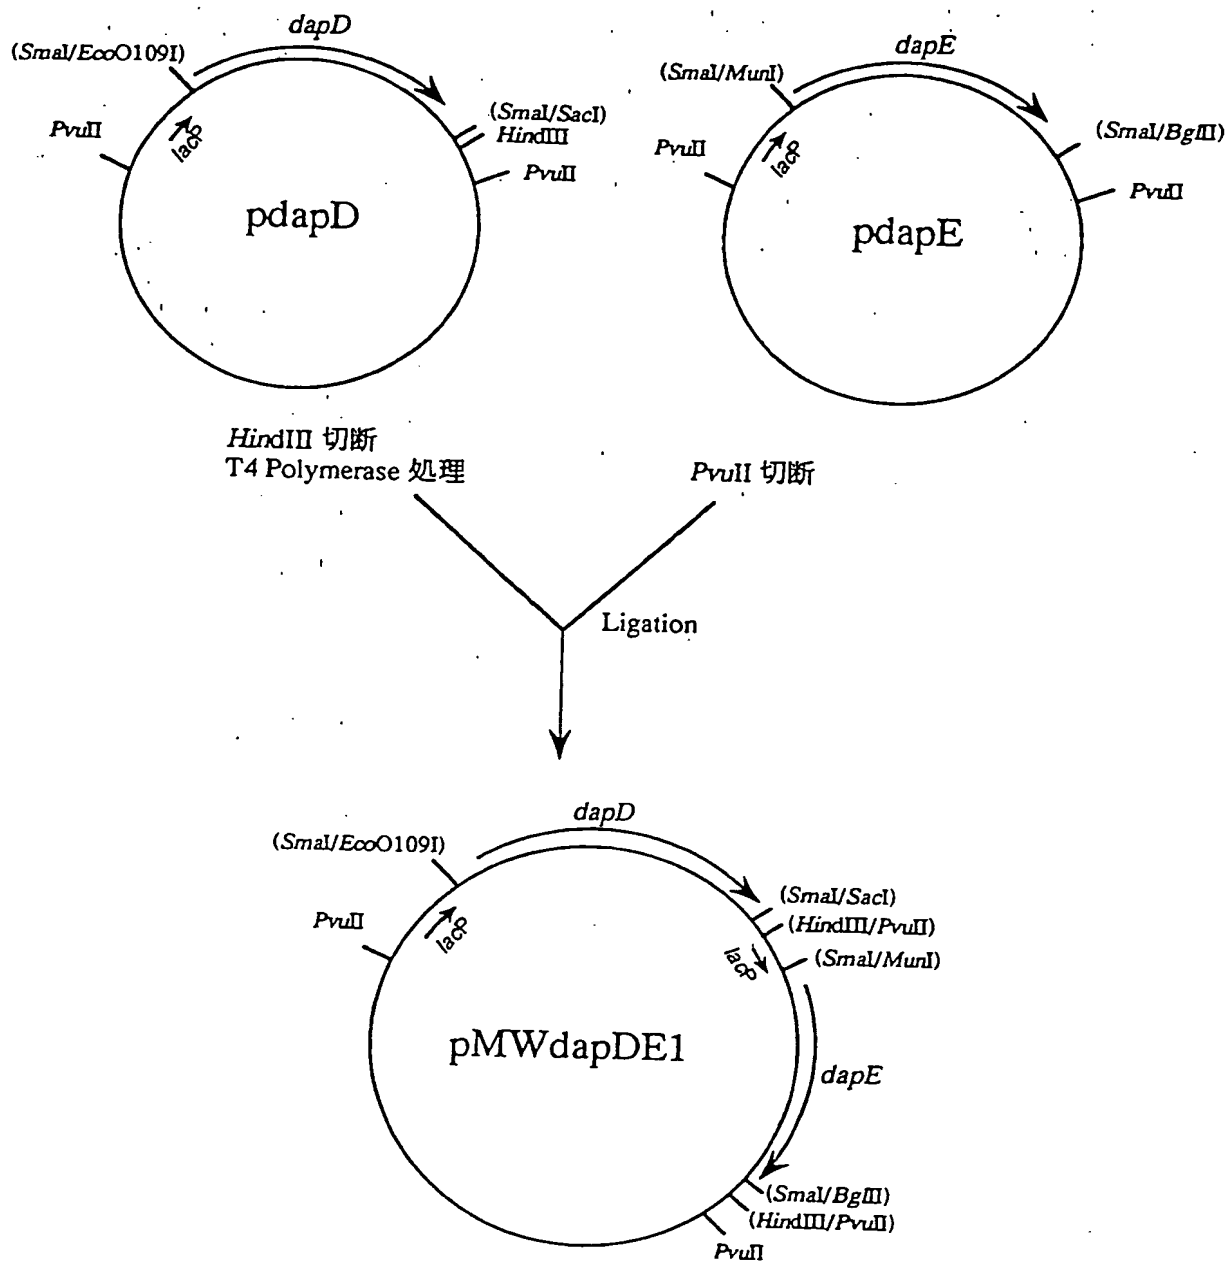 dapD
(SmaI/EcoO109I)
(SmaI/SacI)
HindIII
PvuII
PvuII
lacP
pdapD
dapE
(SmaI/MunI)
(SmaI/BglII)
PvuII
PvuII
lacP
pdapE
HindIII 切断
T4 Polymerase 処理
PvuII 切断
Ligation
dapD
(SmaI/EcoO109I)
(SmaI/SacI)
(HindIII/PvuII)
(SmaI/MunI)
PvuII
lacP
lacP
pMWdapDE1
dapE
(SmaI/BglII)
(HindIII/PvuII)
PvuII